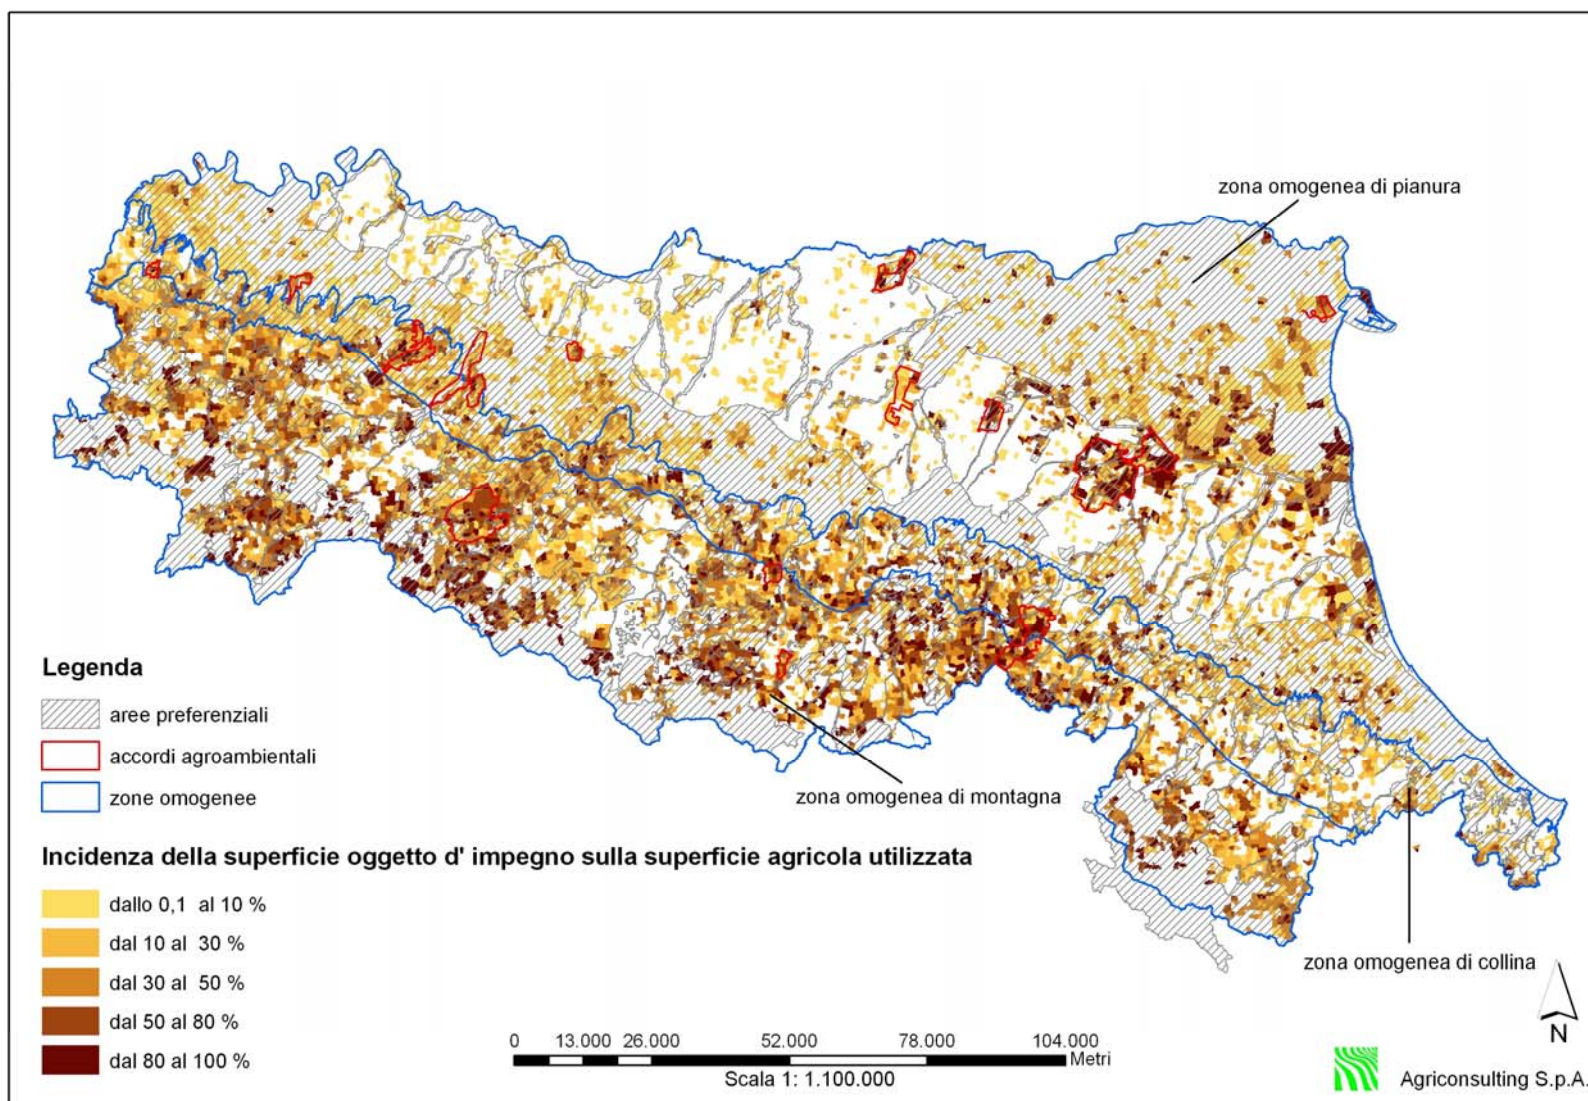 zona omogenea di pianura
Legenda
aree preferenziali
accordi agroambientali
zone omogenee
zona omogenea di montagna
Incidenza della superficie oggetto d' impegno sulla superficie agricola utilizzata
dallo 0,1 al 10 %
dal 10 al 30 %
dal 30 al 50 %
dal 50 al 80 %
dal 80 al 100 %
zona omogenea di collina
N
0 13.000 26.000 52.000 78.000 104.000
Metri
Scala 1: 1.100.000
Agriconsulting S.p.A.